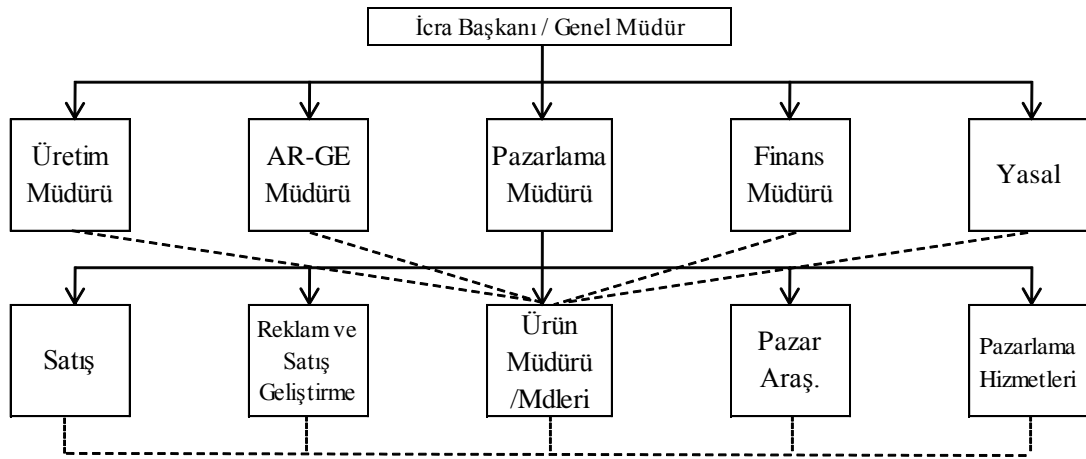 İcra Başkanı / Genel Müdür
Üretim
Müdürü
AR-GE
Müdürü
Pazarlama
Müdürü
Finans
Müdürü
Yasal
Satış
Reklam ve
Satış
Geliştirme
Ürün
Müdürü
/Mdleri
Pazar
Araş.
Pazarlama
Hizmetleri